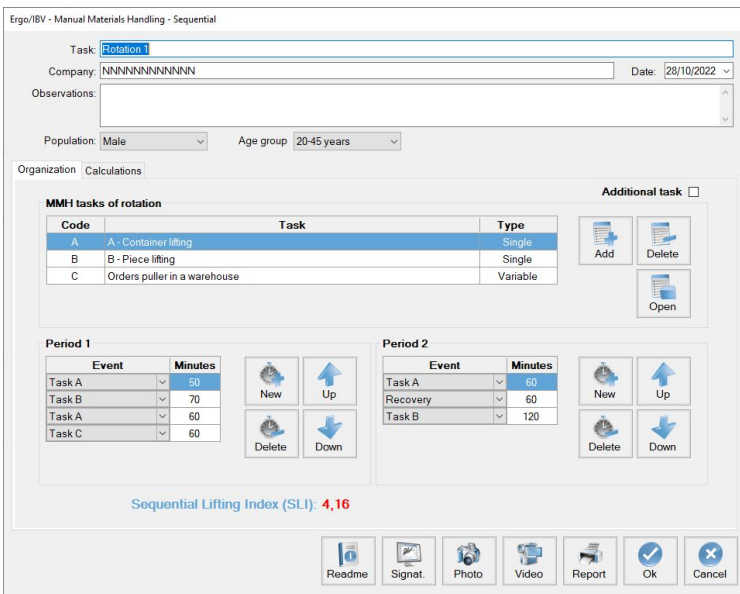 Ergo/IBV - Manual Materials Handling - Sequential
Task: Rotation 1
Company: NNNNNNNNNNNN Date: 28/10/2022
Observations:
Population: Male Age group 20-45 years
Organization Calculations
Additional task
MMH tasks of rotation
Code Task Type
A A - Container lifting Single
B B - Piece lifting Single
C Orders puller in a warehouse Variable
Add Delete
Open
Period 1
Event Minutes
Task A 50
Task B 70
Task A 60
Task C 60
New Up
Delete Down
Period 2
Event Minutes
Task A 60
Recovery 60
Task B 120
New Up
Delete Down
Sequential Lifting Index (SLI): 4,16
Readme Signat. Photo Video Report Ok Cancel